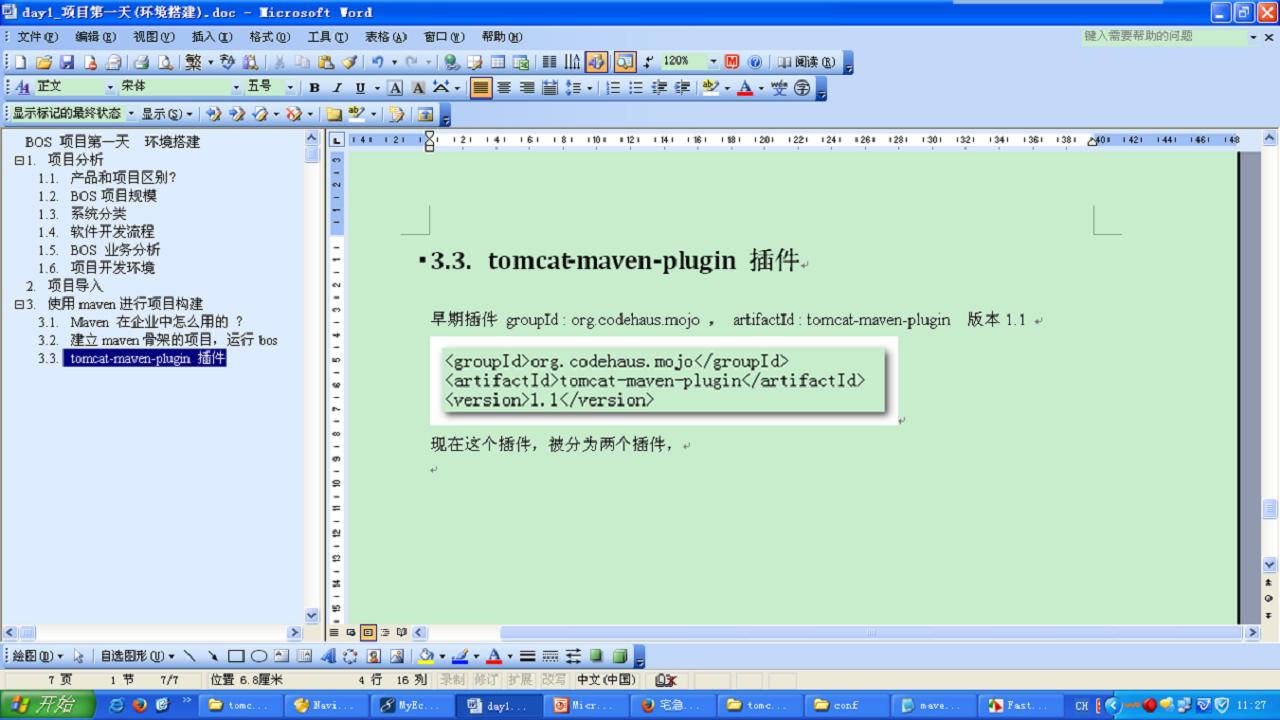 day1_项目第一天(环境搭建).doc - Microsoft Word
文件(F) 编辑(E) 视图(V) 插入(I) 格式(O) 工具(T) 表格(A) 窗口(W) 帮助(H) 键入需要帮助的问题
繁 120% 阅读(R)
正文 宋体 五号 B I U A A
显示标记的最终状态 显示(S)
BOS 项目第一天 环境搭建
1. 项目分析
1.1. 产品和项目区别?
1.2. BOS项目规模
1.3. 系统分类
1.4. 软件开发流程
1.5. BOS 业务分析
1.6. 项目开发环境
2. 项目导入
3. 使用maven进行项目构建
3.1. Maven 在企业中怎么用的 ？
3.2. 建立maven骨架的项目，运行 bos
3.3. tomcat-maven-plugin 插件
3.3. tomcat-maven-plugin 插件
早期插件 groupId : org.codehaus.mojo ， artifactId : tomcat-maven-plugin 版本 1.1
<groupId>org.codehaus.mojo</groupId>
<artifactId>tomcat-maven-plugin</artifactId>
<version>1.1</version>
现在这个插件，被分为两个插件，
绘图(D) 自选图形(U)
7 页 1 节 7/7 位置 6.8厘米 4 行 16 列 录制 修订 扩展 改写 中文(中国)
开始 tomc... Navi... MyEc... day1... Micr... 宅急... tomc... conf mave... Fast... CH 11:27